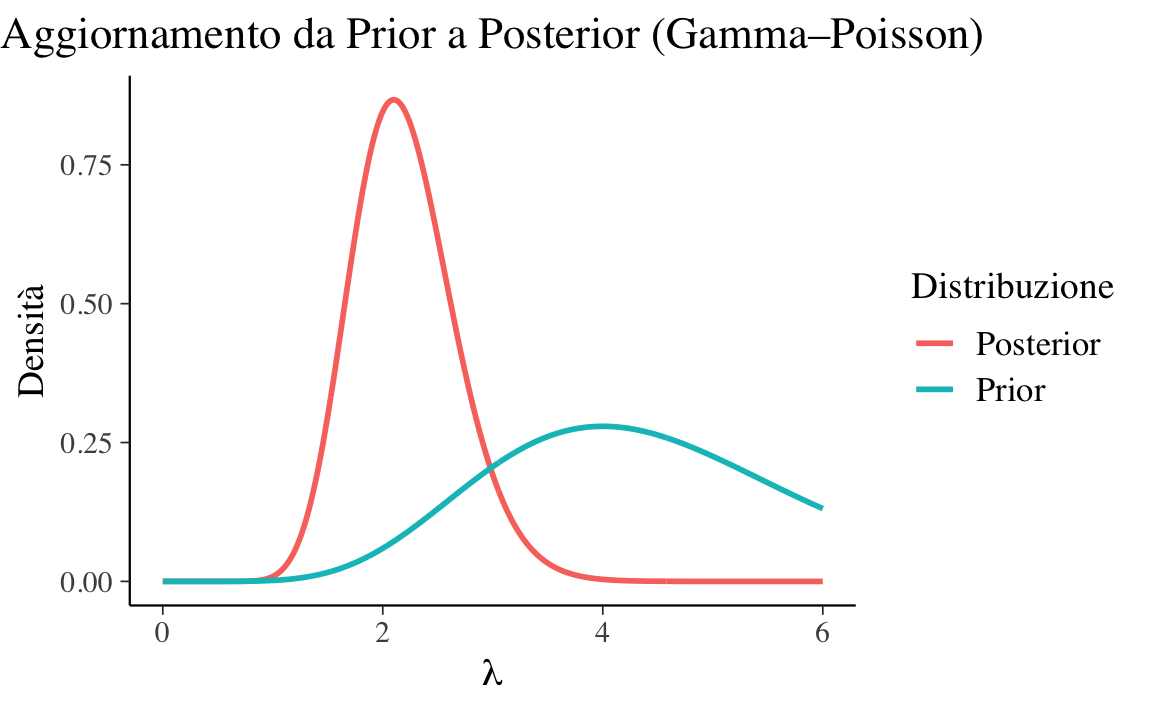 Aggiornamento da Prior a Posterior (Gamma–Poisson)
Densità
0.75
0.50
0.25
0.00
0 2 4 6
λ
Distribuzione
Posterior
Prior